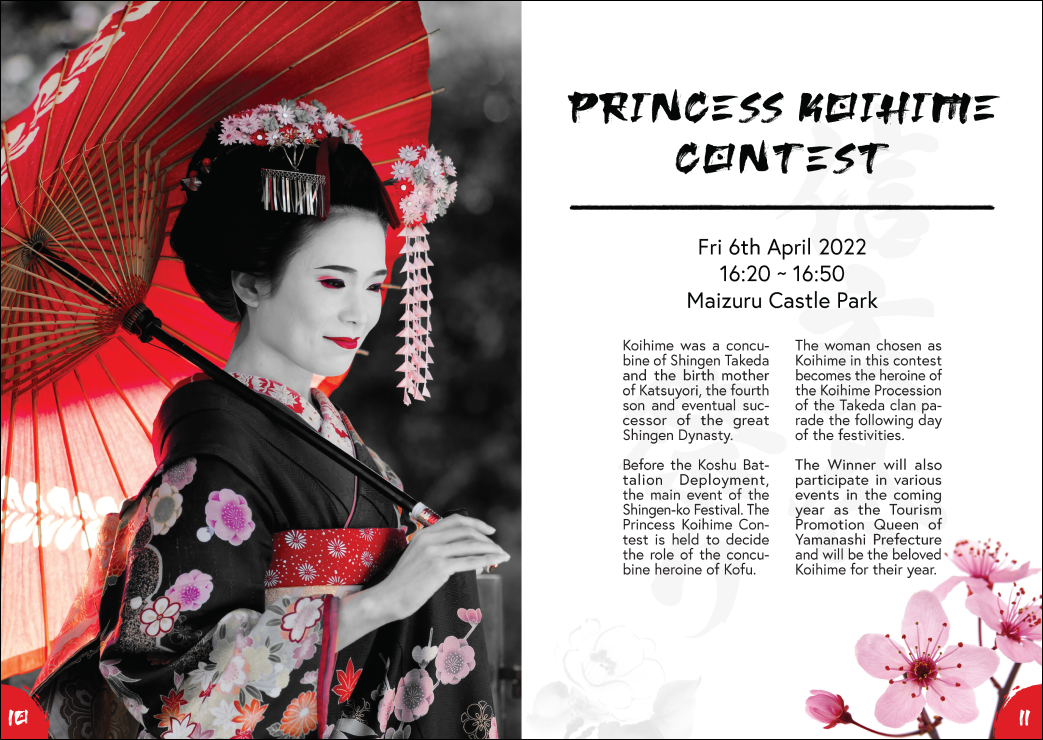 PRINCESS KOIHIME
CONTEST
Fri 6th April 2022
16:20 ~ 16:50
Maizuru Castle Park
Koihime was a concu-
bine of Shingen Takeda
and the birth mother
of Katsuyori, the fourth
son and eventual suc-
cessor of the great
Shingen Dynasty.
Before the Koshu Bat-
talion Deployment,
the main event of the
Shingen-ko Festival. The
Princess Koihime Con-
test is held to decide
the role of the concu-
bine heroine of Kofu.
The woman chosen as
Koihime in this contest
becomes the heroine of
the Koihime Procession
of the Takeda clan pa-
rade the following day
of the festivities.
The Winner will also
participate in various
events in the coming
year as the Tourism
Promotion Queen of
Yamanashi Prefecture
and will be the beloved
Koihime for their year.
10
11